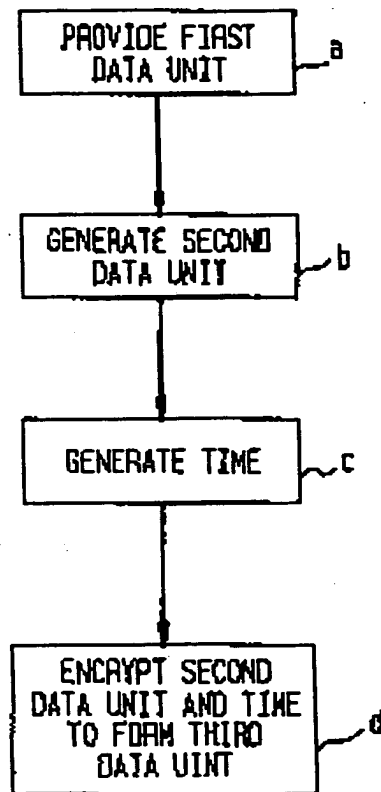 PROVIDE FIRST
DATA UNIT
a
GENERATE SECOND
DATA UNIT
b
GENERATE TIME
c
ENCRYPT SECOND
DATA UNIT AND TIME
TO FORM THIRD
DATA UINT
d